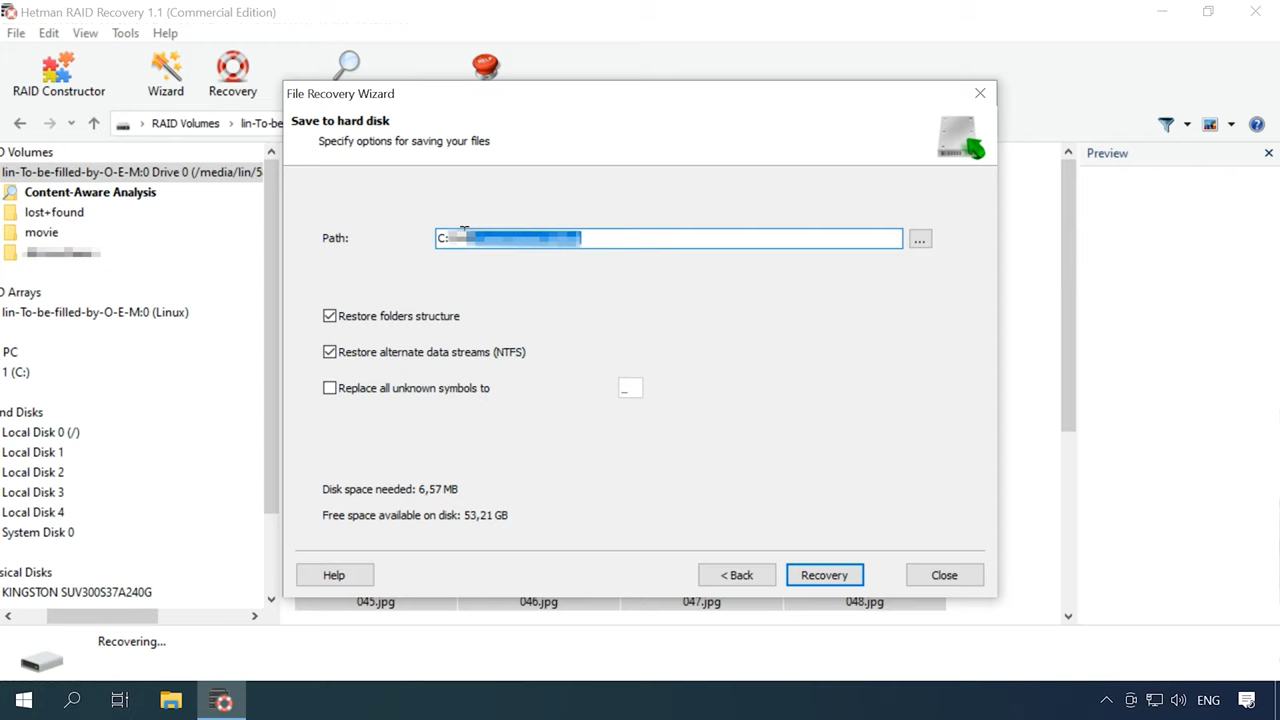 Hetman RAID Recovery 1.1 (Commercial Edition)
File Edit View Tools Help
RAID Constructor Wizard Recovery
HELP
RAID Volumes lin-To-be
File Recovery Wizard
Save to hard disk
Specify options for saving your files
Path: C:
...
Restore folders structure
Restore alternate data streams (NTFS)
Replace all unknown symbols to _
Disk space needed: 6,57 MB
Free space available on disk: 53,21 GB
Help < Back Recovery Close
Preview
D Volumes
lin-To-be-filled-by-O-E-M:0 Drive 0 (/media/lin/5
Content-Aware Analysis
lost+found
movie
D Arrays
lin-To-be-filled-by-O-E-M:0 (Linux)
PC
1 (C:)
nd Disks
Local Disk 0 (/)
Local Disk 1
Local Disk 2
Local Disk 3
Local Disk 4
System Disk 0
sical Disks
KINGSTON SUV300S37A240G
045.jpg 046.jpg 047.jpg 048.jpg
Recovering...
ENG